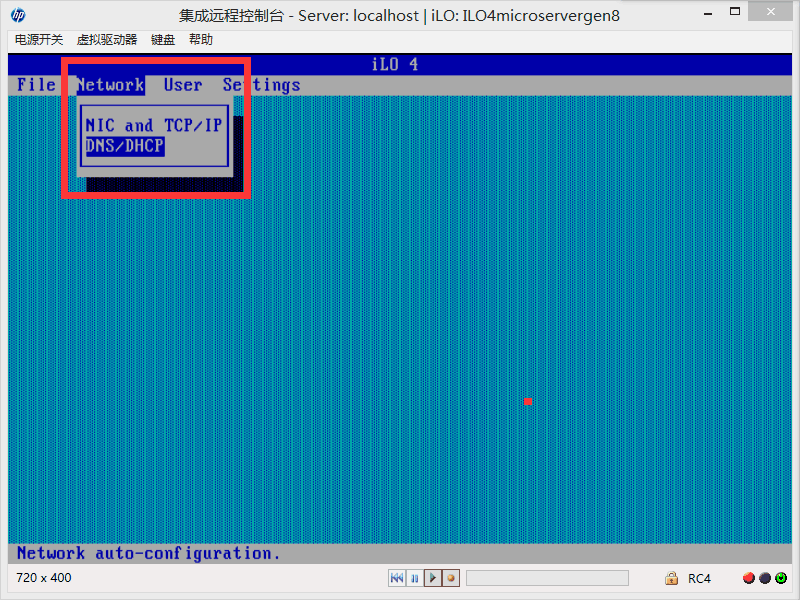 hp
集成远程控制台 - Server: localhost | iLO: ILO4microservergen8
电源开关 虚拟驱动器 键盘 帮助
iLO 4
File Network User Settings
NIC and TCP/IP
DNS/DHCP
Network auto-configuration.
720 x 400 RC4